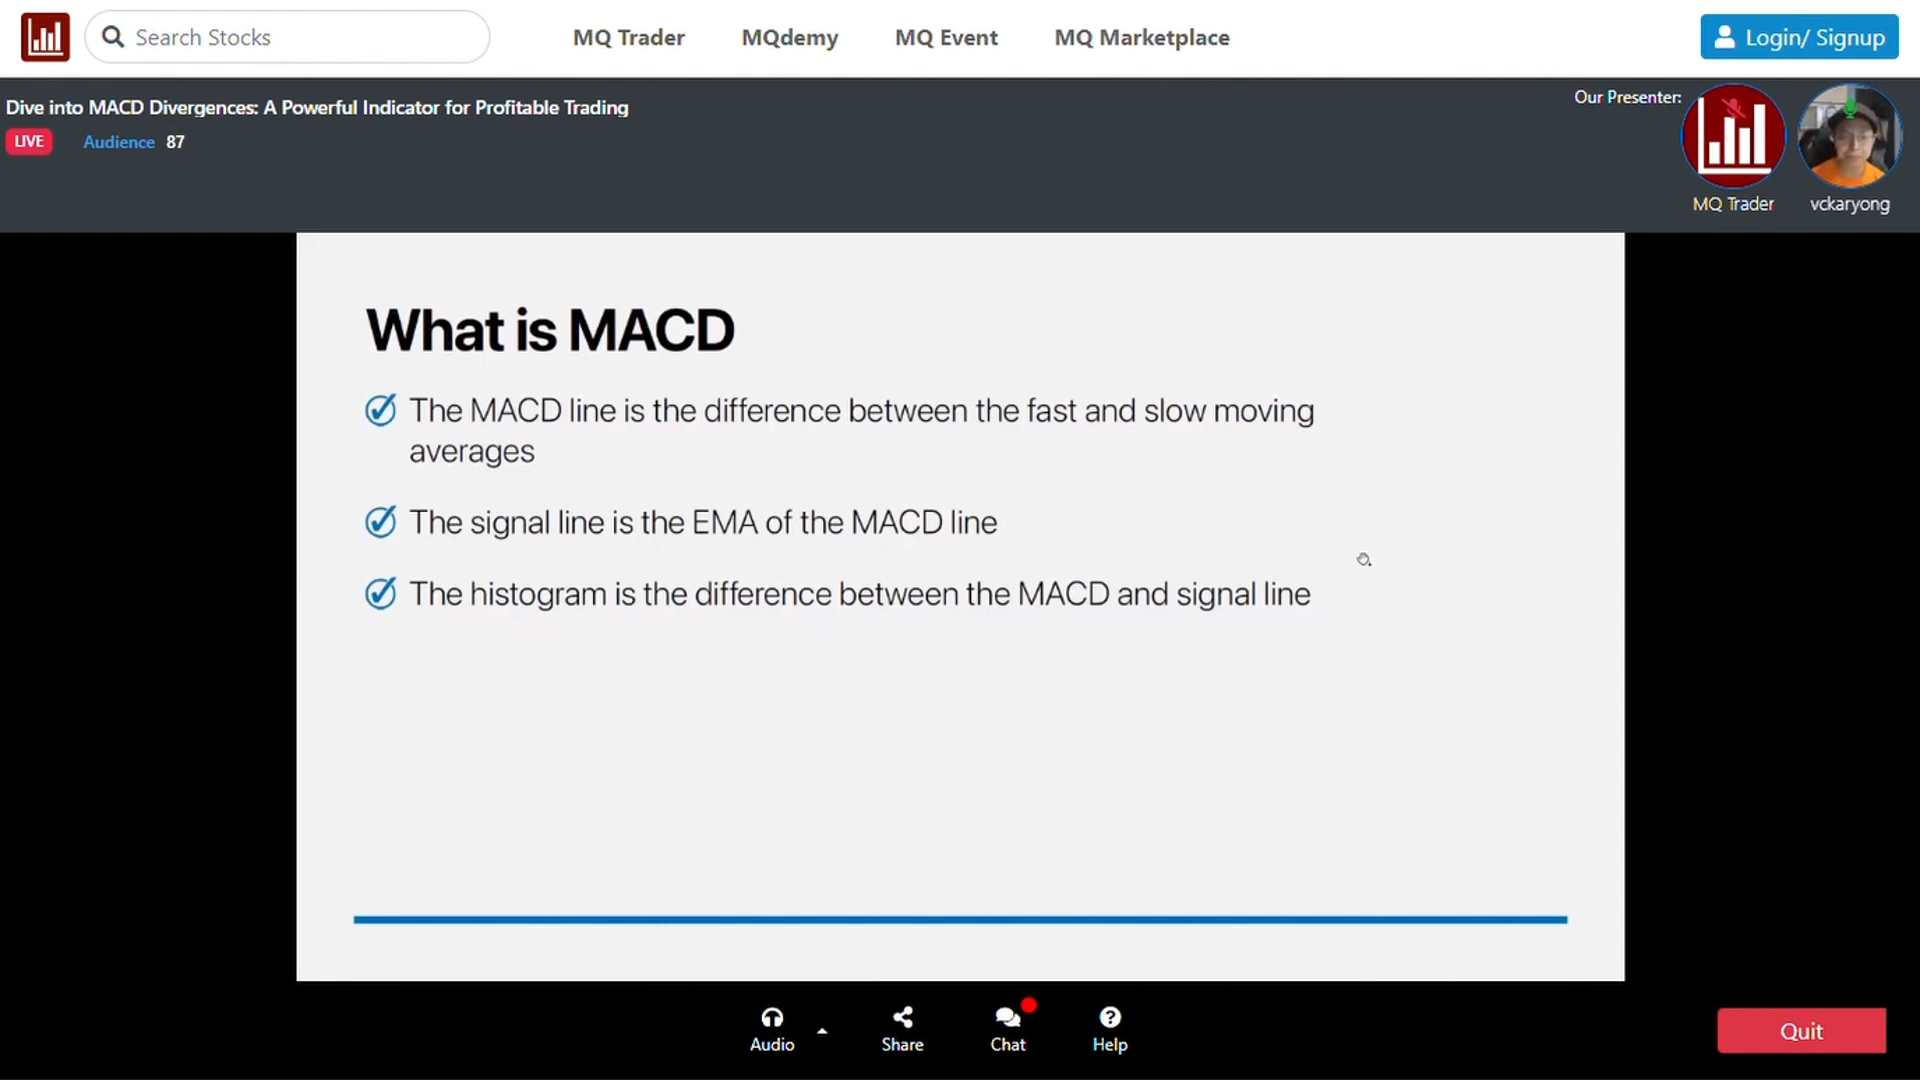 Search Stocks
MQ Trader
MQdemy
MQ Event
MQ Marketplace
Login/ Signup
Dive into MACD Divergences: A Powerful Indicator for Profitable Trading
LIVE
Audience 87
Our Presenter:
MQ Trader
vckaryong
What is MACD
The MACD line is the difference between the fast and slow moving
averages
The signal line is the EMA of the MACD line
The histogram is the difference between the MACD and signal line
Audio
Share
Chat
Help
Quit